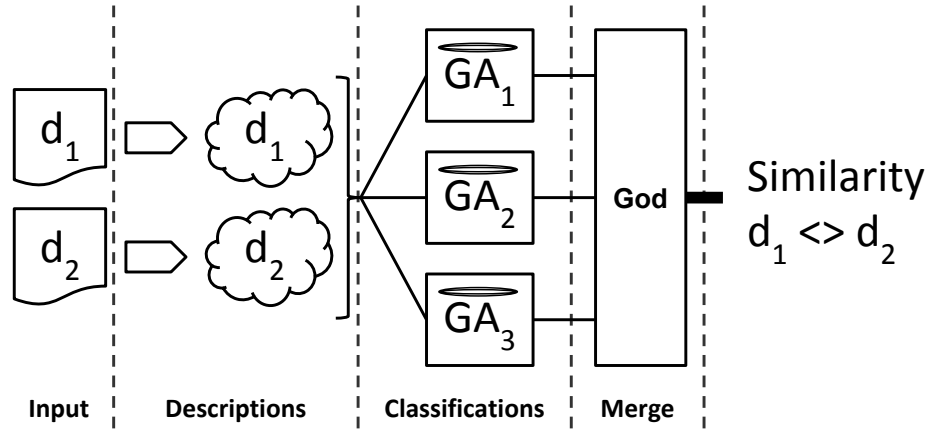 d1
d2
d1
d2
GA1
GA2
GA3
God
Similarity
d1 <> d2
Input
Descriptions
Classifications
Merge